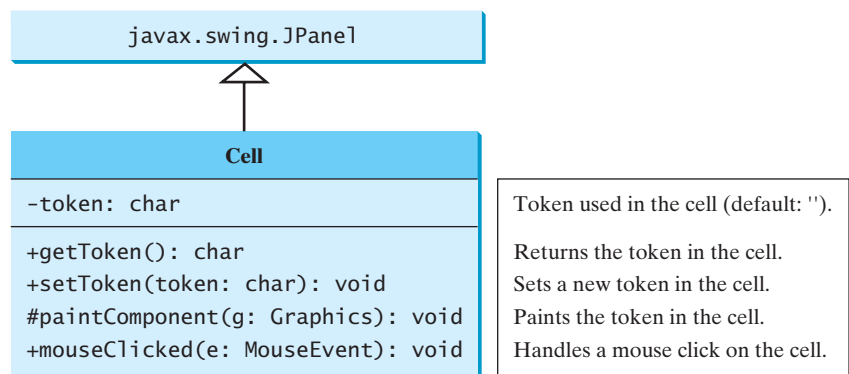 javax.swing.JPanel
Cell
-token: char
Token used in the cell (default: '').
+getToken(): char
Returns the token in the cell.
+setToken(token: char): void
Sets a new token in the cell.
#paintComponent(g: Graphics): void
Paints the token in the cell.
+mouseClicked(e: MouseEvent): void
Handles a mouse click on the cell.